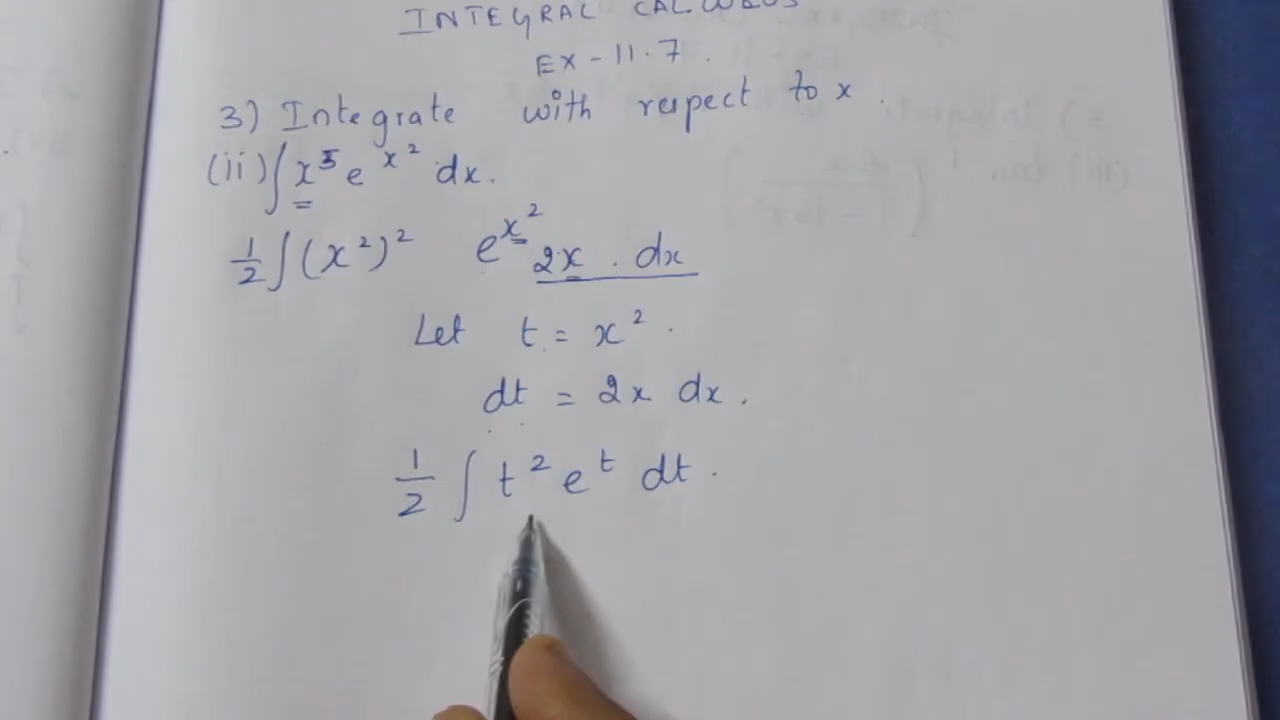 INTEGRAL CALCULUS
EX - 11.7.
3) Integrate with respect to x.
(ii) ∫ x⁵ e^{x²} dx.
1/2 ∫ (x²)² e^{x²} 2x . dx
Let t = x².
dt = 2x dx.
1/2 ∫ t² e^t dt.